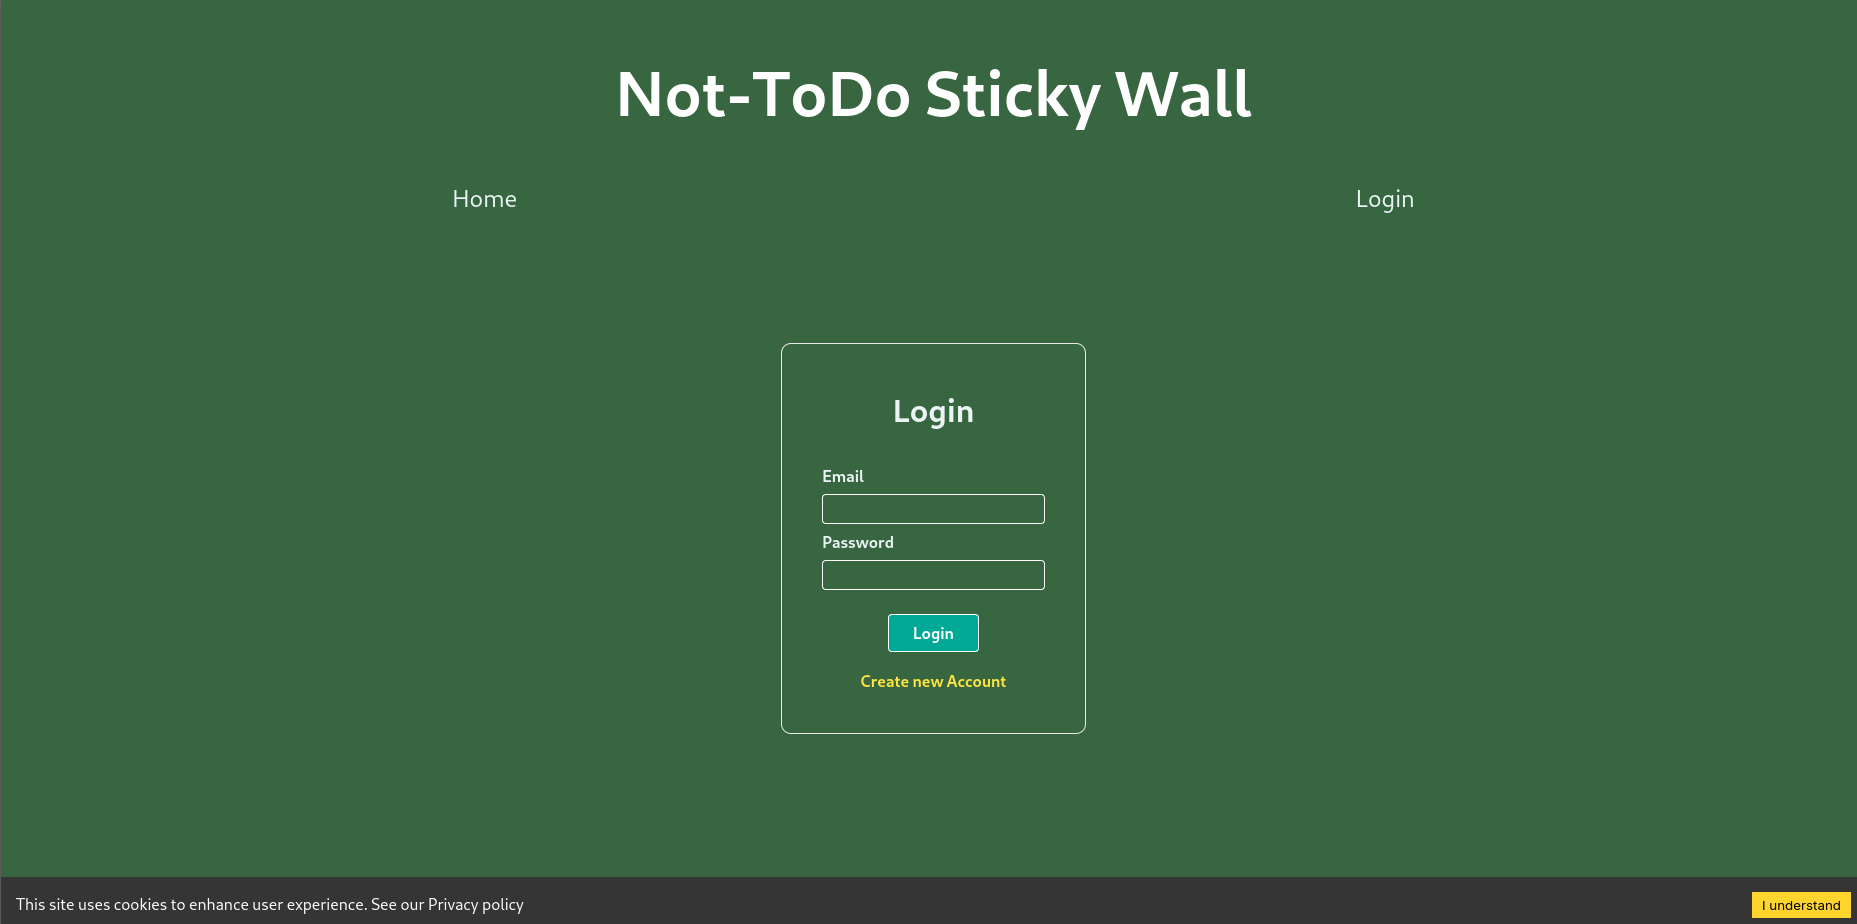 Not-ToDo Sticky Wall
Home
Login
Login
Email
Password
Login
Create new Account
This site uses cookies to enhance user experience. See our Privacy policy
I understand